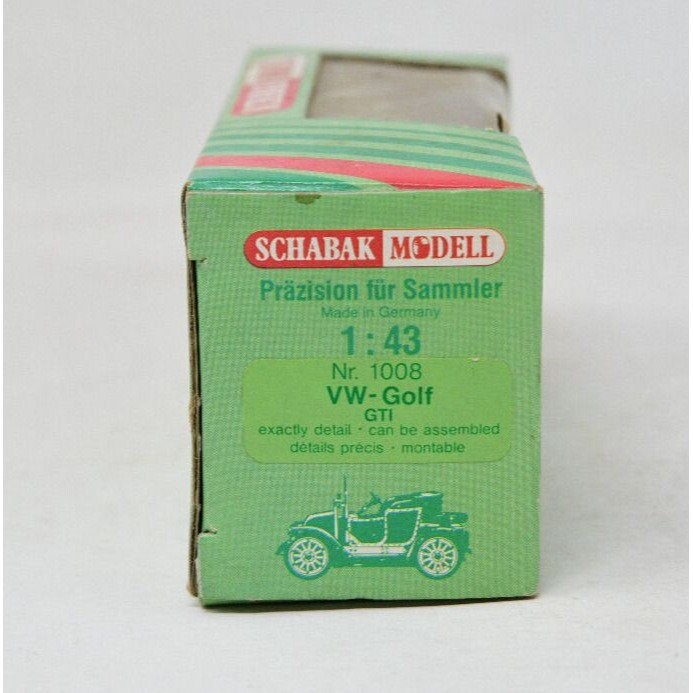 SCHABAK MODELL
Präzision für Sammler
Made in Germany
1:43
Nr. 1008
VW-Golf
GTI
exactly detail · can be assembled
détails précis · montable